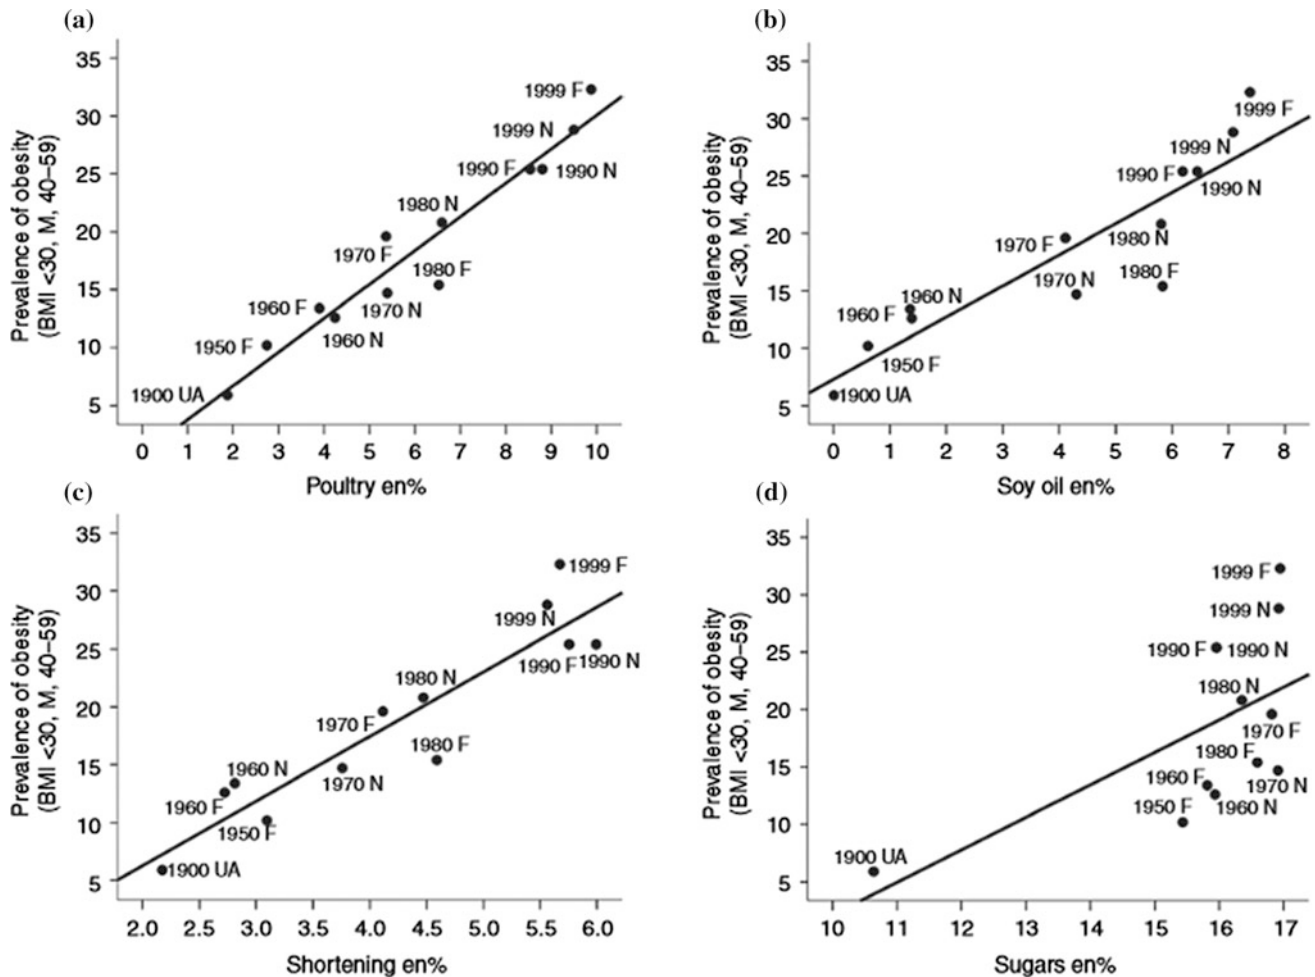 (a)
Prevalence of obesity
(BMI <30, M, 40–59)
35
30
25
20
15
10
5
1999 F
1999 N
1990 F
1990 N
1980 N
1970 F
1980 F
1960 F
1970 N
1960 N
1950 F
1900 UA
0 1 2 3 4 5 6 7 8 9 10
Poultry en%
(b)
Prevalence of obesity
(BMI <30, M, 40–59)
35
30
25
20
15
10
5
1999 F
1999 N
1990 F
1990 N
1970 F
1980 N
1980 F
1970 N
1960 N
1960 F
1950 F
1900 UA
0 1 2 3 4 5 6 7 8
Soy oil en%
(c)
Prevalence of obesity
(BMI <30, M, 40–59)
35
30
25
20
15
10
5
1999 F
1999 N
1990 F
1990 N
1980 N
1970 F
1980 F
1960 N
1970 N
1960 F
1950 F
1900 UA
2.0 2.5 3.0 3.5 4.0 4.5 5.0 5.5 6.0
Shortening en%
(d)
Prevalence of obesity
(BMI <30, M, 40–59)
35
30
25
20
15
10
5
1999 F
1999 N
1990 F
1990 N
1980 N
1970 F
1980 F
1960 F
1970 N
1950 F
1960 N
1900 UA
10 11 12 13 14 15 16 17
Sugars en%